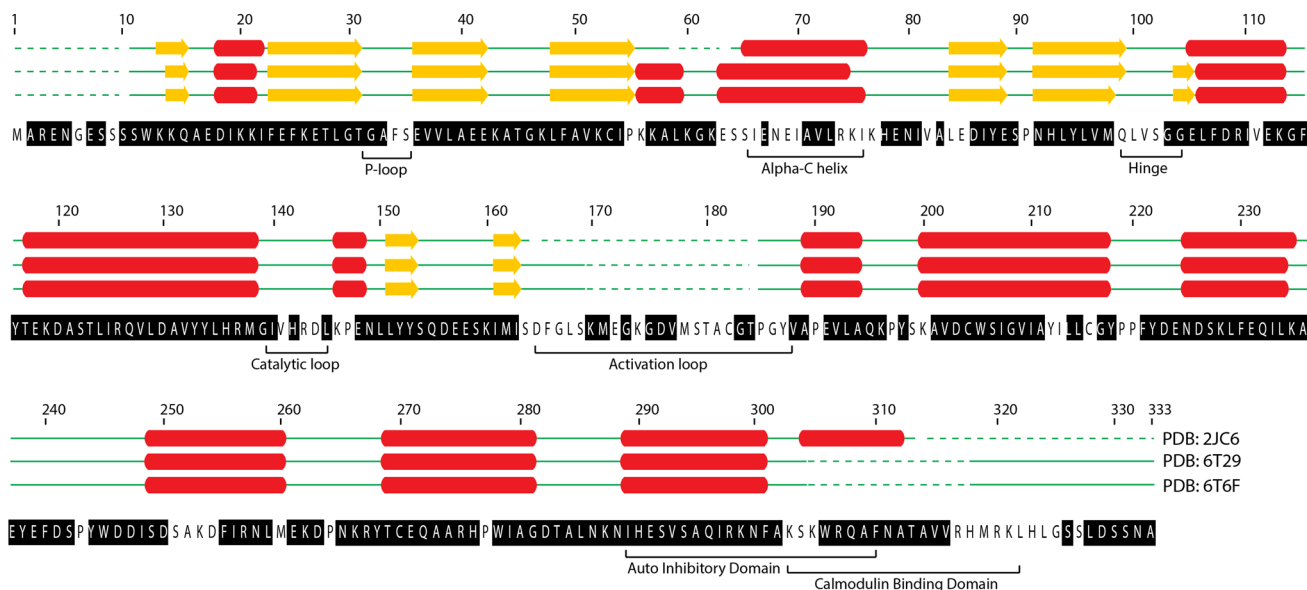 1 10 20 30 40 50 60 70 80 90 100 110
MARENGESSSSWKKQAEDIKKIFEFKETLGTGAFSEVVLAEEKATGKLFAVKCIPKKALKGKESSIENEIAVLRKIKHENIVALEDIYESPNHLYLVMQLVSGGELFDRIVEKGF
P-loop Alpha-C helix Hinge
120 130 140 150 160 170 180 190 200 210 220 230
YTEKDASTLIRQVLDAVYYLHRMGIVHRDLKPENLLYYSQDEESKIMISDFGLSKMEGKGDVMSTACGTPGYVAPEVLAQKPYSKAVDCWSIGVIAYILLCGYPPFYDENDSKLFEQILKA
Catalytic loop Activation loop
240 250 260 270 280 290 300 310 320 330 333
PDB: 2JC6
PDB: 6T29
PDB: 6T6F
EYEFDSPYWDDISDSAKDFIRNLMEKDPNKRYTCEQAARHPWIAGDTALNKNIHESVSAQIRKNFAKSKWRQAFNATAVVRHMRKLHLGSSLDSSNA
Auto Inhibitory Domain
Calmodulin Binding Domain